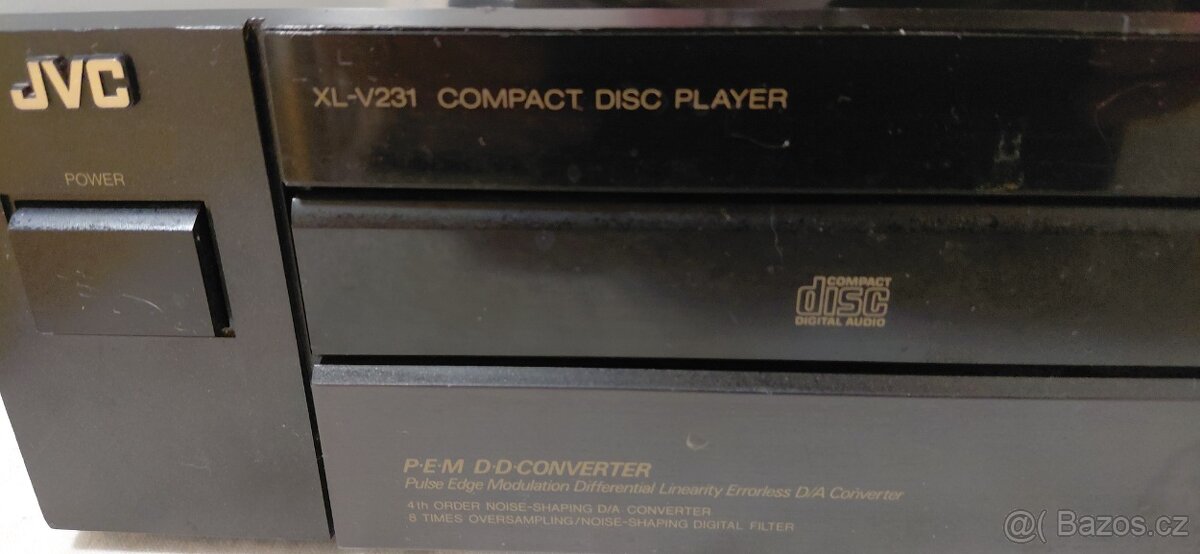 JVC
XL-V231 COMPACT DISC PLAYER
POWER
COMPACT
disc
DIGITAL AUDIO
P·E·M D·D·CONVERTER
Pulse Edge Modulation Differential Linearity Errorless D/A Converter
4th ORDER NOISE-SHAPING D/A CONVERTER
8 TIMES OVERSAMPLING/NOISE-SHAPING DIGITAL FILTER
@( Bazos.cz